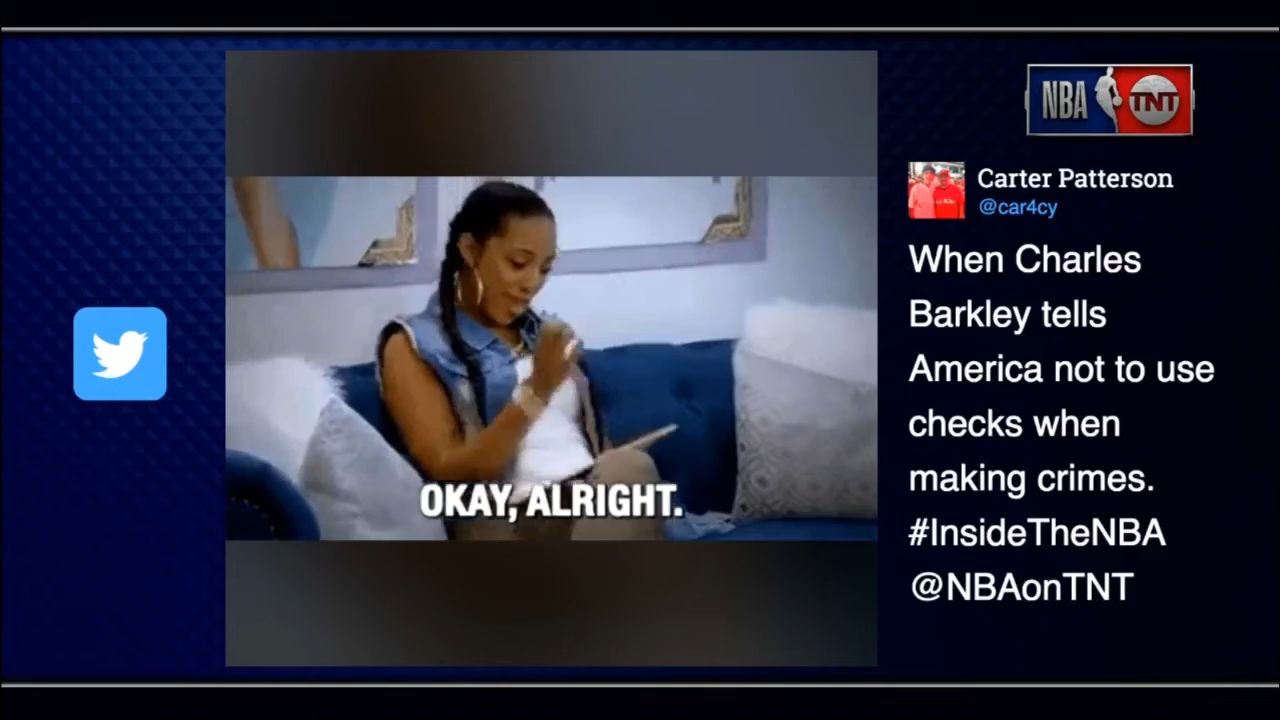 NBA
TNT
Carter Patterson
@car4cy
When Charles
Barkley tells
America not to use
checks when
making crimes.
#InsideTheNBA
@NBAonTNT
OKAY, ALRIGHT.